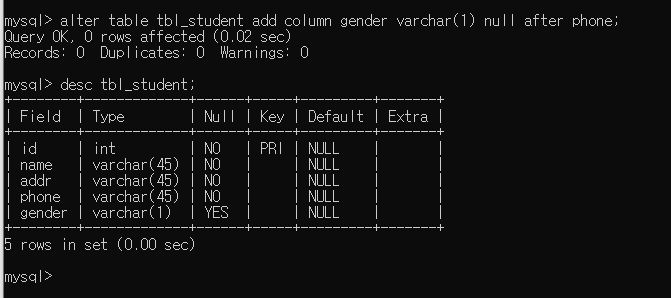 mysql> alter table tbl_student add column gender varchar(1) null after phone;
Query OK, 0 rows affected (0.02 sec)
Records: 0  Duplicates: 0  Warnings: 0
mysql> desc tbl_student;
+--------+-------------+------+-----+---------+-------+
| Field  | Type        | Null | Key | Default | Extra |
+--------+-------------+------+-----+---------+-------+
| id     | int         | NO   | PRI | NULL    |       |
| name   | varchar(45) | NO   |     | NULL    |       |
| addr   | varchar(45) | NO   |     | NULL    |       |
| phone  | varchar(45) | NO   |     | NULL    |       |
| gender | varchar(1)  | YES  |     | NULL    |       |
+--------+-------------+------+-----+---------+-------+
5 rows in set (0.00 sec)
mysql>